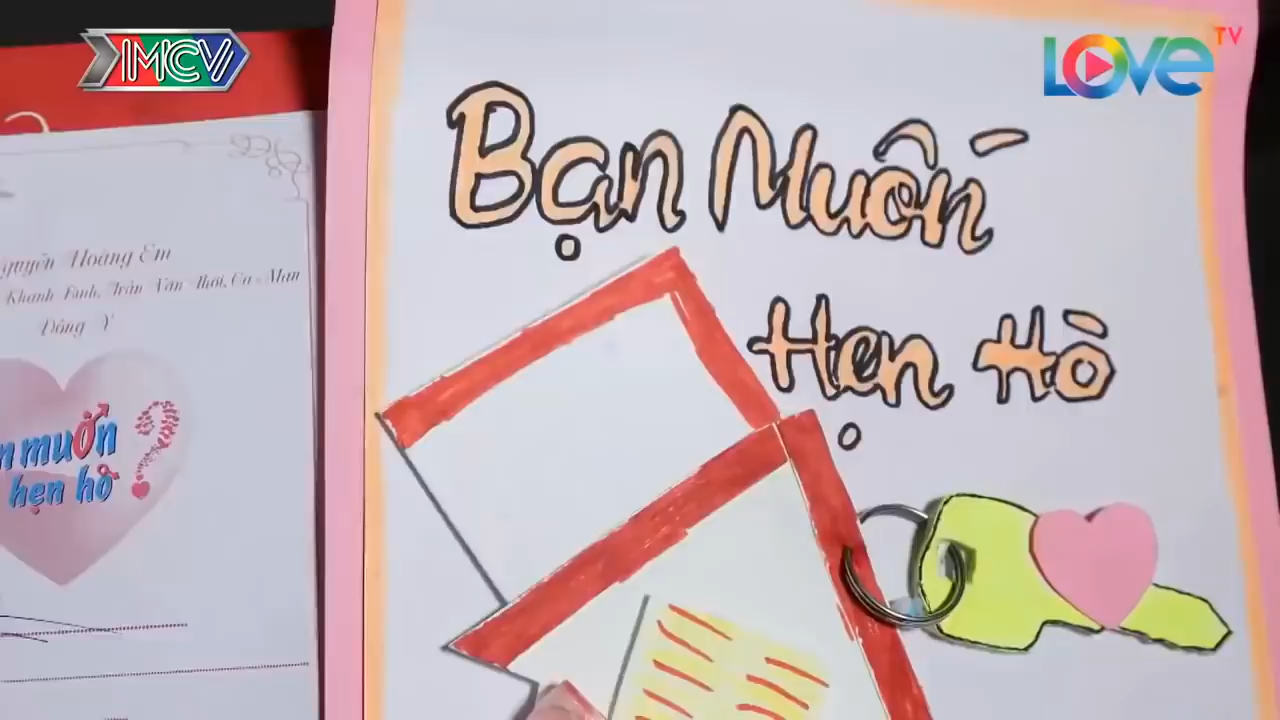 MCV
LOVE TV
Bạn Muốn
Hẹn Hò
Nguyễn Hoàng Em
Khánh Bình, Trần Văn Thời, Cà Mau
Đông Y
muốn
hẹn hò ?